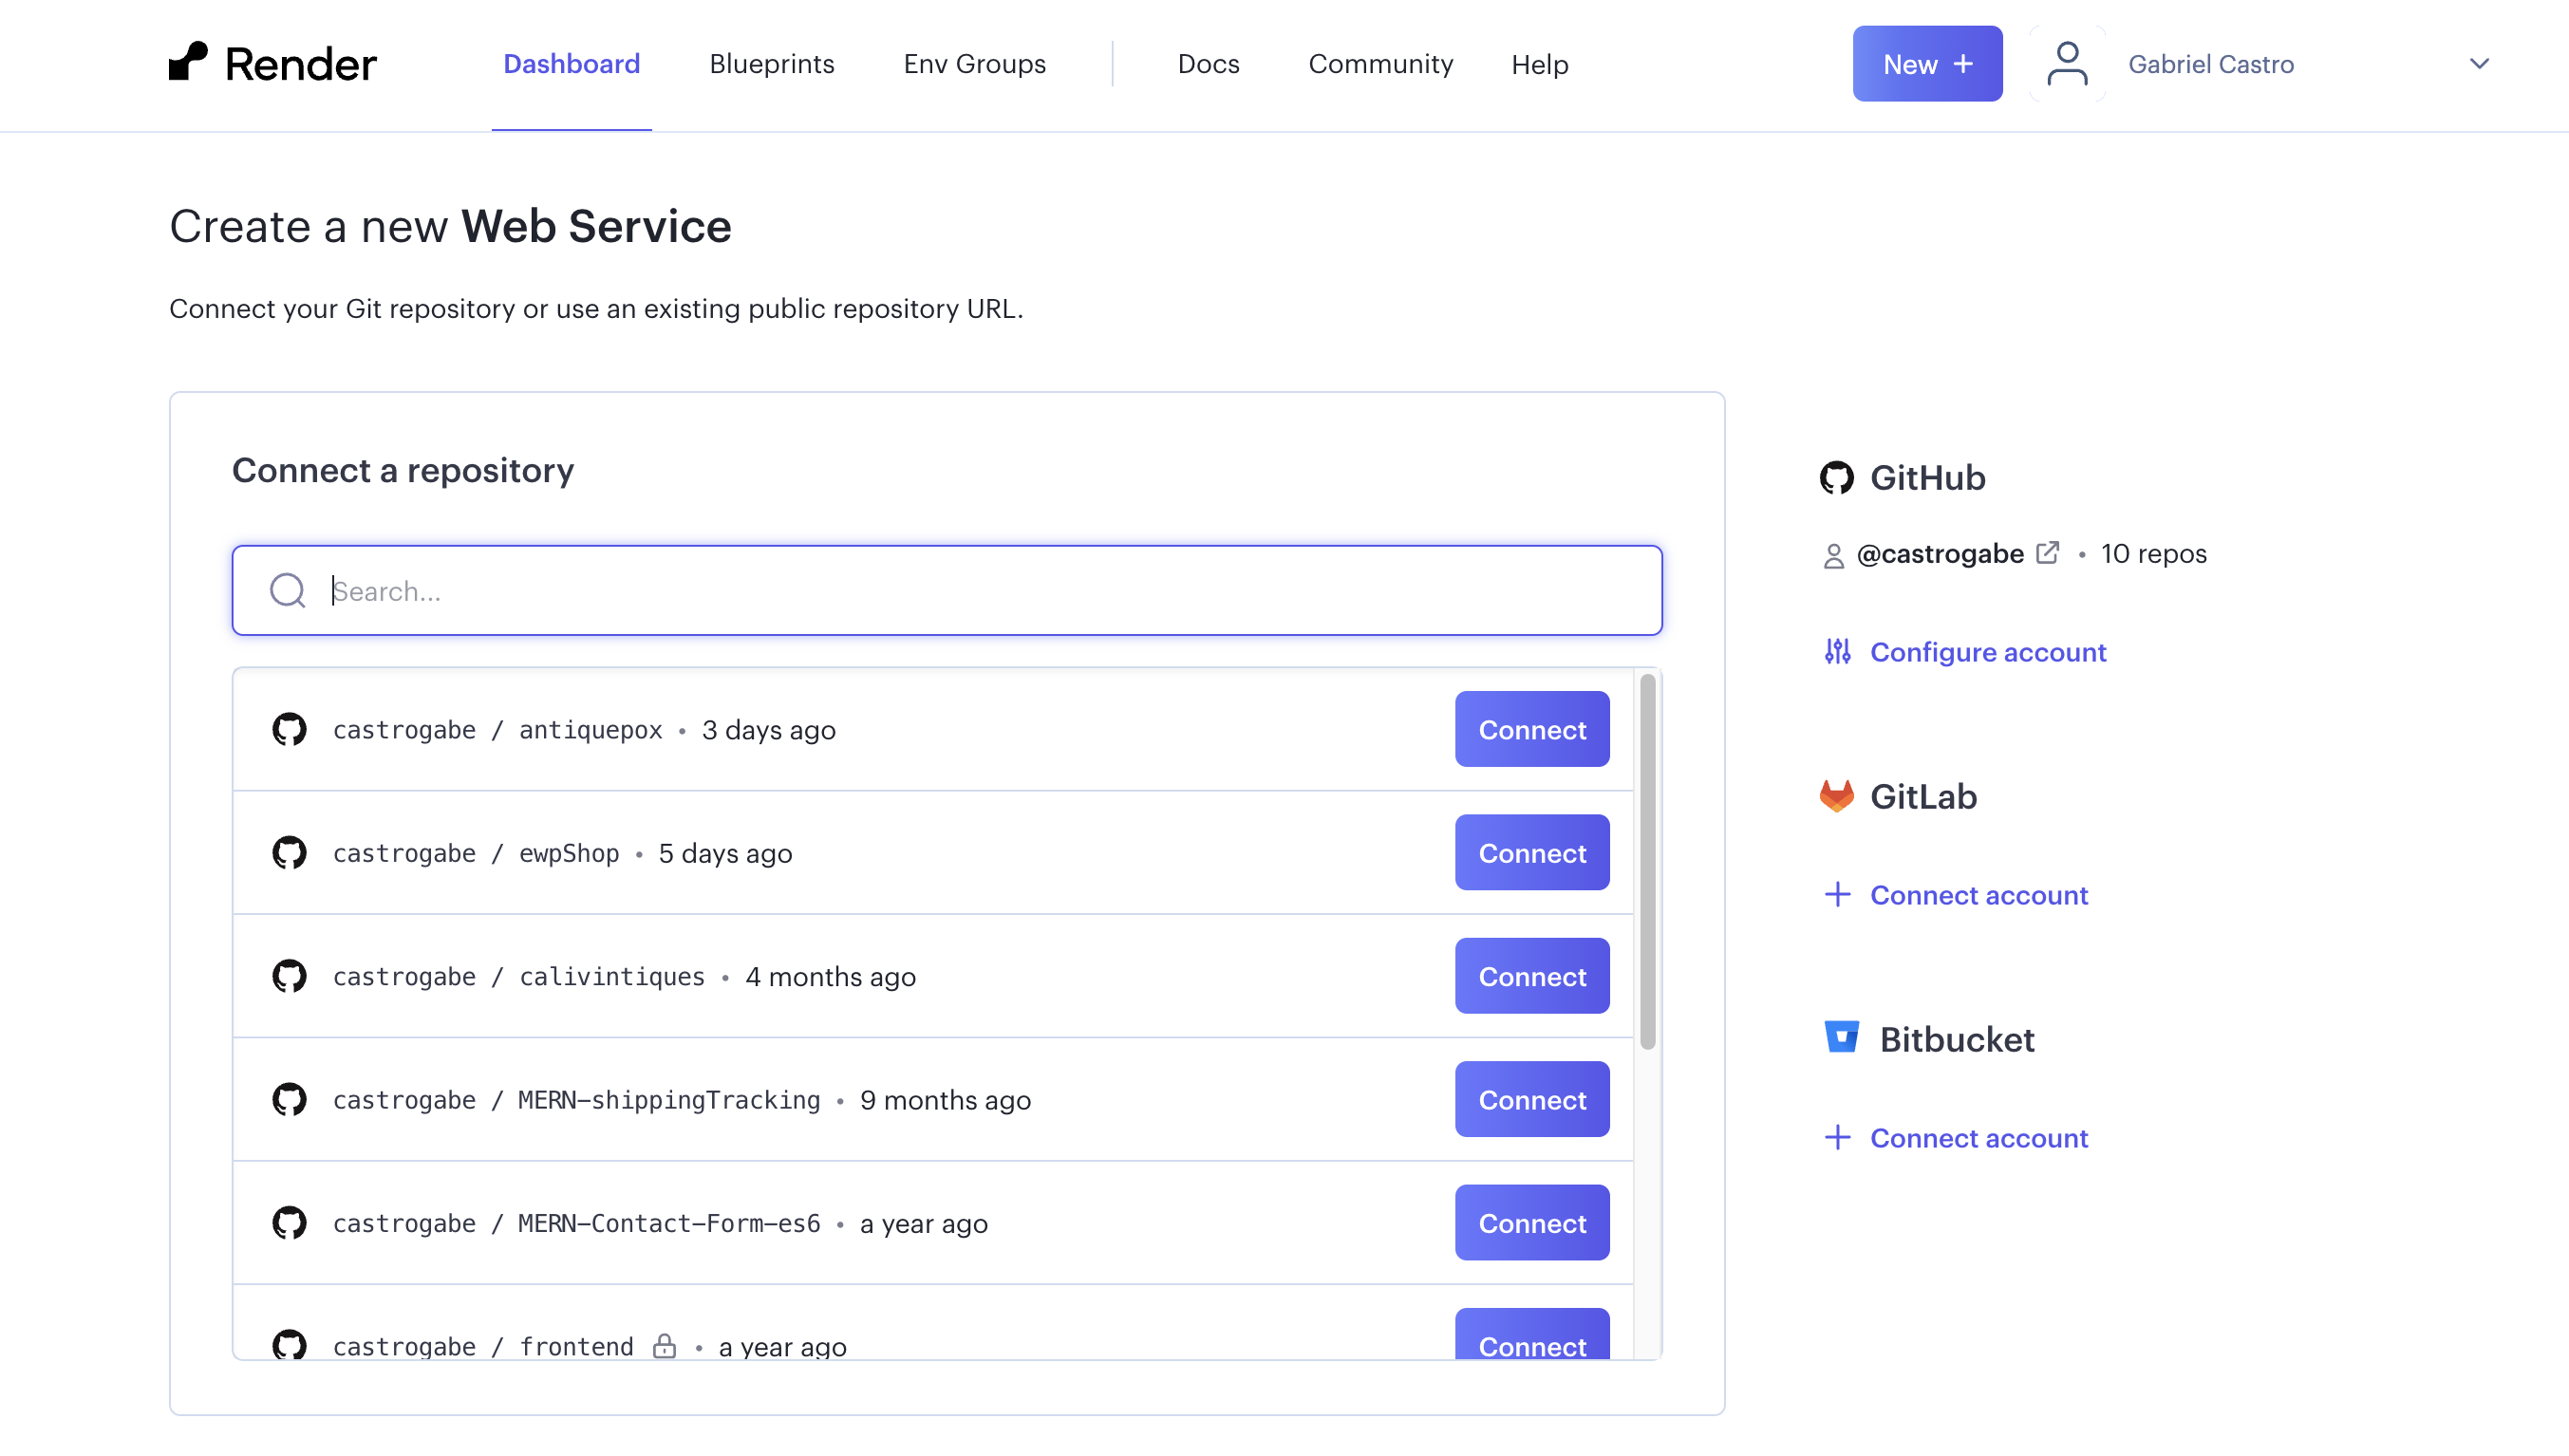 Render Dashboard Blueprints Env Groups Docs Community Help New + Gabriel Castro
Create a new Web Service
Connect your Git repository or use an existing public repository URL.
Connect a repository
Search...
castrogabe / antiquepox • 3 days ago Connect
castrogabe / ewpShop • 5 days ago Connect
castrogabe / calivintiques • 4 months ago Connect
castrogabe / MERN-shippingTracking • 9 months ago Connect
castrogabe / MERN-Contact-Form-es6 • a year ago Connect
castrogabe / frontend • a year ago Connect
GitHub
@castrogabe • 10 repos
Configure account
GitLab
+ Connect account
Bitbucket
+ Connect account